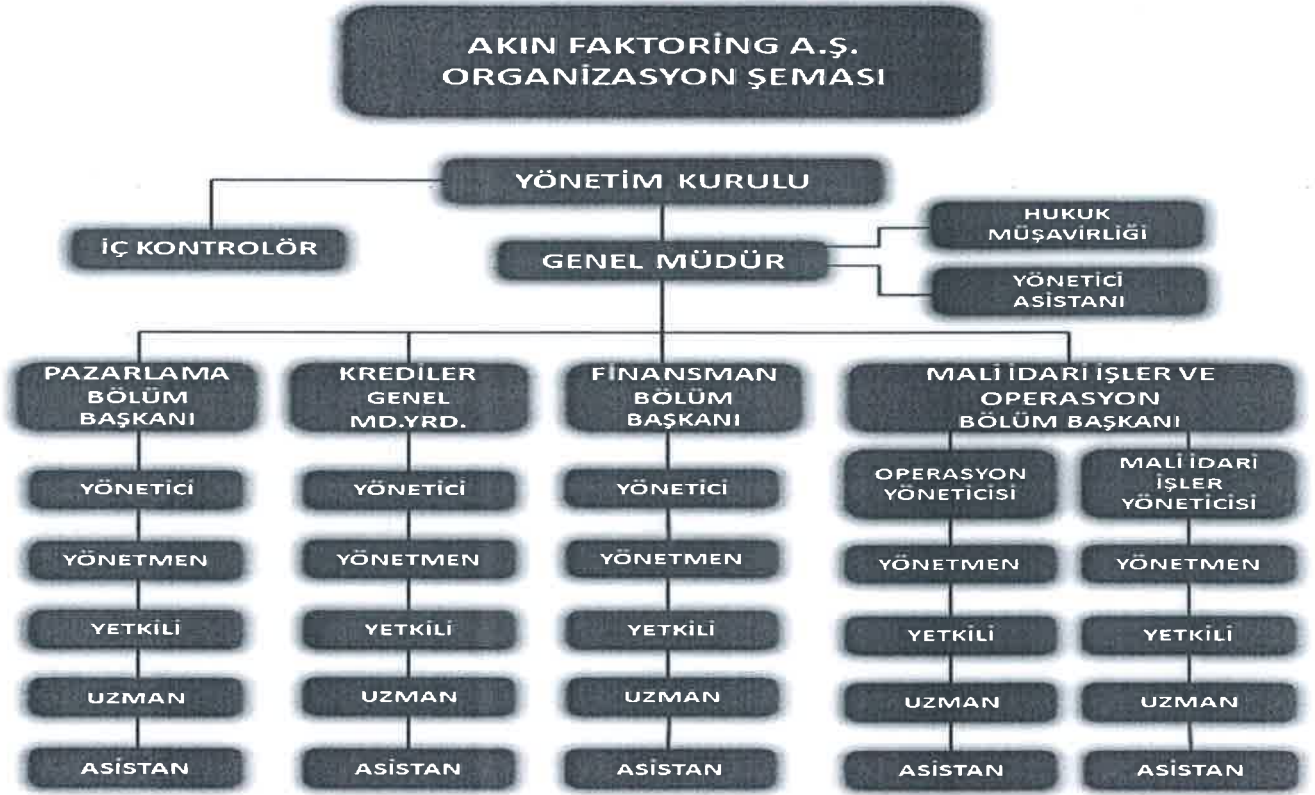 AKIN FAKTORİNG A.Ş.
ORGANİZASYON ŞEMASI
YÖNETİM KURULU
İÇ KONTROLÖR
GENEL MÜDÜR
HUKUK
MÜŞAVİRLİĞİ
YÖNETİCİ
ASİSTANI
PAZARLAMA
BÖLÜM
BAŞKANI
YÖNETİCİ
YÖNETMEN
YETKİLİ
UZMAN
ASİSTAN
KREDİLER
GENEL
MD.YRD.
YÖNETİCİ
YÖNETMEN
YETKİLİ
UZMAN
ASİSTAN
FİNANSMAN
BÖLÜM
BAŞKANI
YÖNETİCİ
YÖNETMEN
YETKİLİ
UZMAN
ASİSTAN
MALİ İDARİ İŞLER VE
OPERASYON
BÖLÜM BAŞKANI
OPERASYON
YÖNETİCİSİ
YÖNETMEN
YETKİLİ
UZMAN
ASİSTAN
MALİ İDARİ
İŞLER
YÖNETİCİSİ
YÖNETMEN
YETKİLİ
UZMAN
ASİSTAN